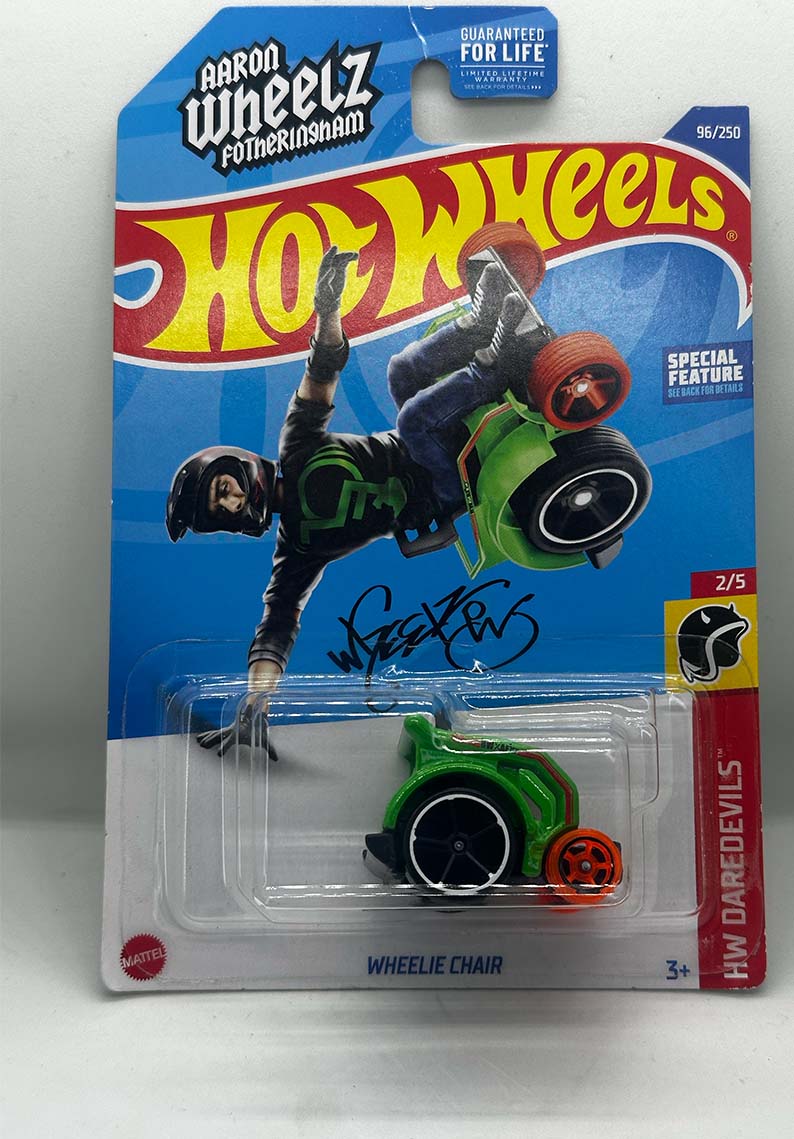 AARON
Wheelz
FOTHERINGHAM
GUARANTEED
FOR LIFE*
LIMITED LIFETIME
WARRANTY
SEE BACK FOR DETAILS >>>
96/250
HOT WHEELS®
SPECIAL
FEATURE
SEE BACK FOR DETAILS
2/5
HW DAREDEVILS™
MATTEL
WHEELIE CHAIR
3+